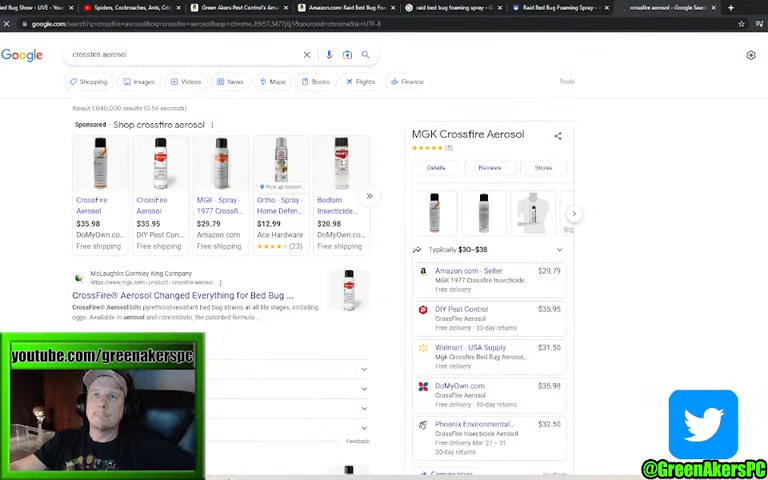 Bed Bug Show - LIVE - You
Spiders, Cockroaches, Ants, Cri
Green Akers Pest Control's Am
Amazon.com: Raid Bed Bug Foa
raid bed bug foaming spray - G
Raid Bed Bug Foaming Spray -
crossfire aerosol - Google Sear
google.com/search?q=crossfire+aerosol&oq=crossfire+aerosol&aqs=chrome..69i57.3477j0j1&sourceid=chrome&ie=UTF-8
Google
crossfire aerosol
Shopping
Images
Videos
News
Maps
Books
Flights
Finance
Tools
About 1,040,000 results (0.56 seconds)
Sponsored · Shop crossfire aerosol
CrossFire
Aerosol
$35.98
DoMyOwn.co...
Free shipping
CrossFire
Aerosol
$35.95
DIY Pest Con...
Free shipping
MGK - Spray -
1977 Crossfi...
$29.79
Amazon.com
Free shipping
Pick up tomorr...
Ortho - Spray -
Home Defen...
$12.99
Ace Hardware
(23)
Bedlam
Insecticide...
$20.98
DoMyOwn.co...
Free shipping
McLaughlin Gormley King Company
https://www.mgk.com › product › crossfire-aerosol
CrossFire® Aerosol Changed Everything for Bed Bug ...
CrossFire® Aerosol kills pyrethroid-resistant bed bug strains at all life stages, including
eggs. Available in aerosol and concentrate, the patented formula ...
Feedback
MGK Crossfire Aerosol
(5)
Details
Reviews
Stores
Typically $30–$38
Amazon.com - Seller
$29.79
MGK 1977 Crossfire Insecticide...
Free delivery
DIY Pest Control
$35.95
CrossFire Aerosol
Free delivery · 30-day returns
Walmart - USA Supply
$31.50
Mgk Crossfire Bed Bug Aerosol...
Free delivery
DoMyOwn.com
$35.98
CrossFire Aerosol
Free delivery · 90-day returns
Phoenix Environmental...
$32.50
CrossFire Insecticide Aerosol
Free delivery Mar 27 – 31
30-day returns
Compare prices
Feedback
youtube.com/greenakerspc
@GreenAkersPC